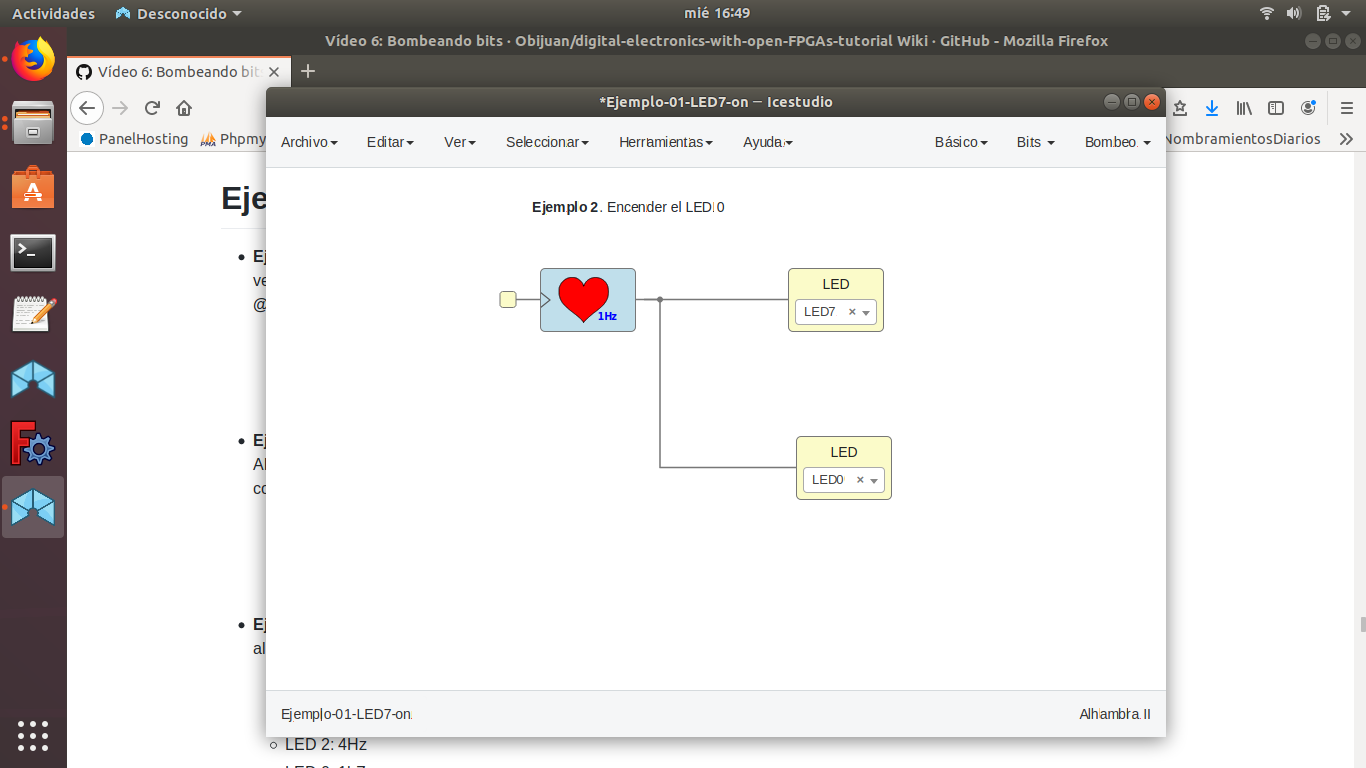 Actividades Desconocido mié 16:49
Vídeo 6: Bombeando bits · Obijuan/digital-electronics-with-open-FPGAs-tutorial Wiki · GitHub - Mozilla Firefox
Vídeo 6: Bombeando bit
*Ejemplo-01-LED7-on — Icestudio
PanelHosting Phpmy NombramientosDiarios
Archivo Editar Ver Seleccionar Herramientas Ayuda Básico Bits Bombeo
Eje
Ejemplo 2. Encender el LED 0
Ej
ve
@
1Hz
LED
LED7
LED
LED0
Ej
Al
co
Ej
al
Ejemplo-01-LED7-on Alhambra II
LED 2: 4Hz